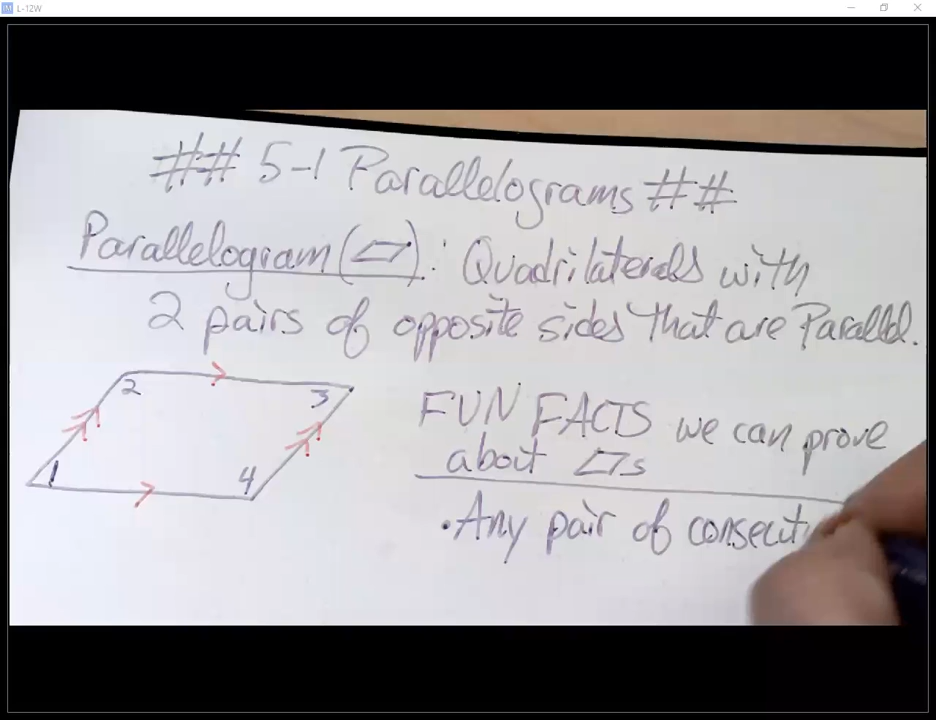 L-12W
## 5-1 Parallelograms ##
Parallelogram (▱): Quadrilaterals with
2 pairs of opposite sides that are Parallel.
2
3
1
4
FUN FACTS we can prove
about ▱s
• Any pair of consecut